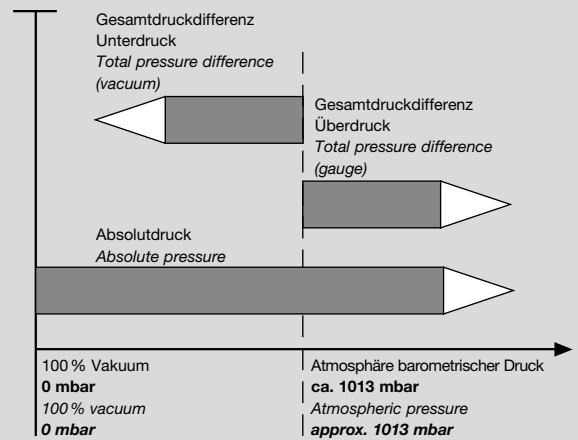 Gesamtdruckdifferenz
Unterdruck
Total pressure difference
(vacuum)
Gesamtdruckdifferenz
Überdruck
Total pressure difference
(gauge)
Absolutdruck
Absolute pressure
100 % Vakuum
0 mbar
100 % vacuum
0 mbar
Atmosphäre barometrischer Druck
ca. 1013 mbar
Atmospheric pressure
approx. 1013 mbar